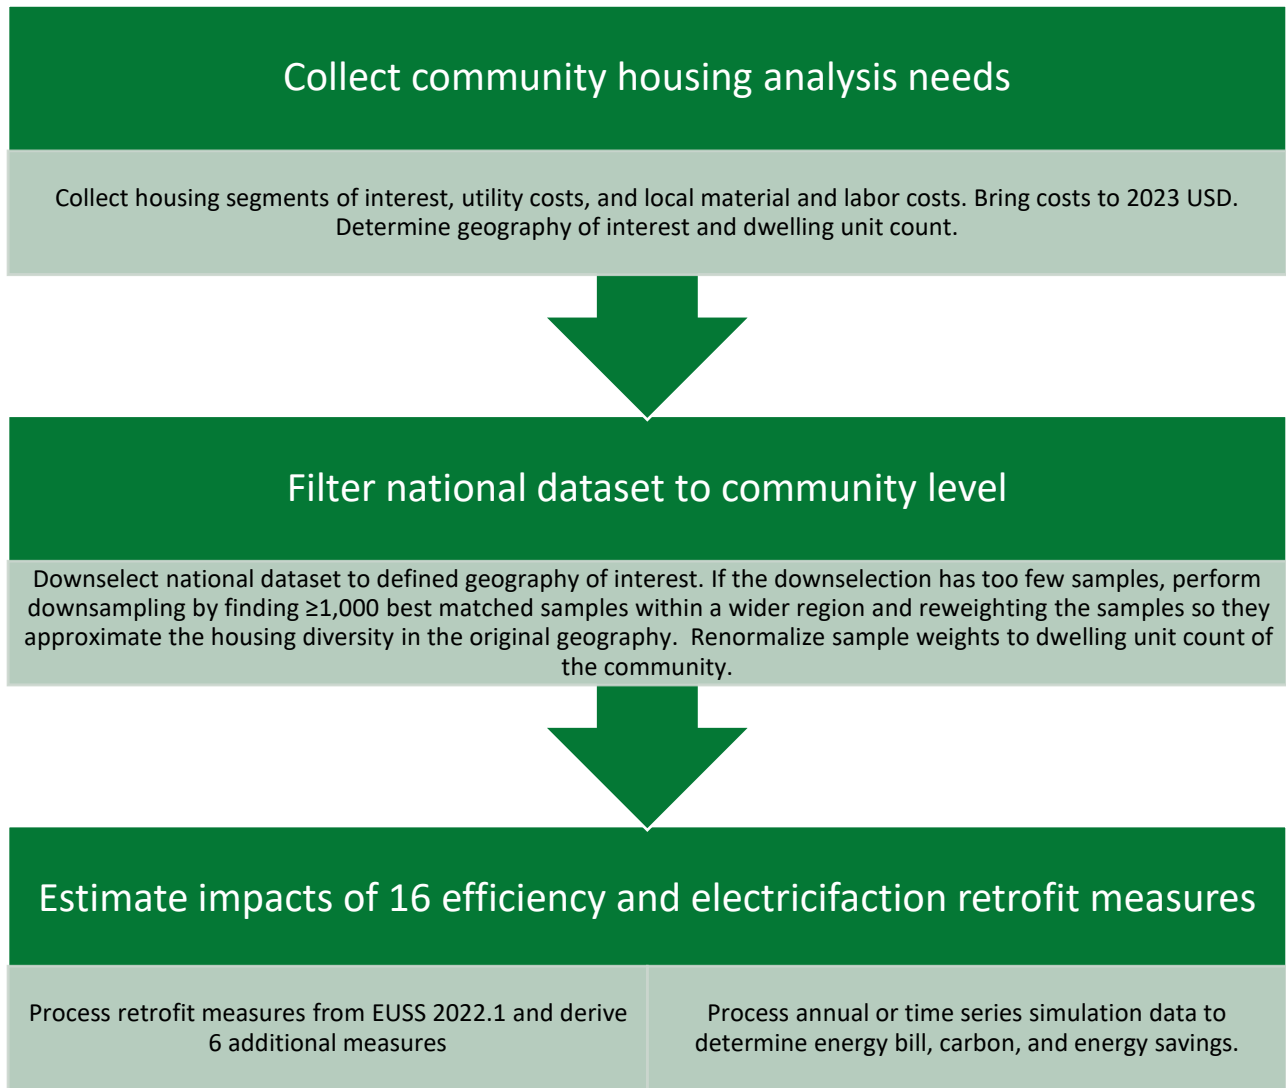 Collect community housing analysis needs
Collect housing segments of interest, utility costs, and local material and labor costs. Bring costs to 2023 USD.
Determine geography of interest and dwelling unit count.
Filter national dataset to community level
Downselect national dataset to defined geography of interest. If the downselection has too few samples, perform
downsampling by finding ≥1,000 best matched samples within a wider region and reweighting the samples so they
approximate the housing diversity in the original geography.  Renormalize sample weights to dwelling unit count of
the community.
Estimate impacts of 16 efficiency and electricifaction retrofit measures
Process retrofit measures from EUSS 2022.1 and derive
6 additional measures
Process annual or time series simulation data to
determine energy bill, carbon, and energy savings.